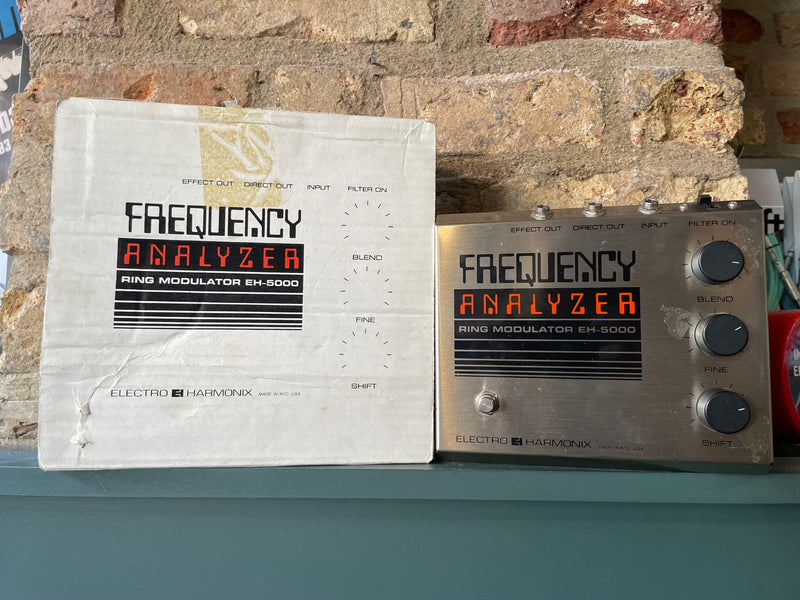 EFFECT OUT DIRECT OUT INPUT FILTER ON
FREQUENCY
ANALYZER
RING MODULATOR EH-5000
BLEND
FINE
SHIFT
ELECTRO HARMONIX MADE IN NYC, USA
EFFECT OUT DIRECT OUT INPUT FILTER ON
FREQUENCY
ANALYZER
RING MODULATOR EH-5000
BLEND
FINE
SHIFT
ELECTRO HARMONIX MADE IN NYC, USA